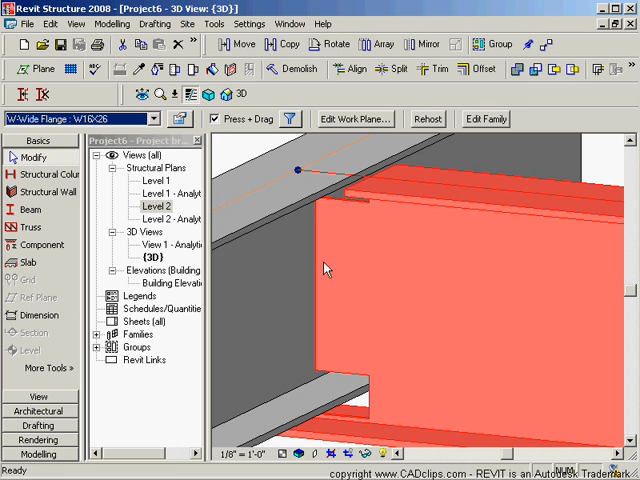 Revit Structure 2008 - [Project6 - 3D View: {3D}]
File Edit View Modelling Drafting Site Tools Settings Window Help
Move Copy Rotate Array Mirror Group
Plane Demolish Align Split Trim Offset
3D
W-Wide Flange : W16X26 Press + Drag Edit Work Plane... Rehost Edit Family
Basics
Modify
Structural Colur
Structural Wall
Beam
Truss
Component
Slab
Grid
Ref Plane
Dimension
Section
Level
More Tools
View
Architectural
Drafting
Rendering
Modelling
Project6 - Project br
Views (all)
Structural Plans
Level 1
Level 1 - Analyt
Level 2
Level 2 - Analyt
3D Views
View 1 - Analyti
{3D}
Elevations (Building
Building Elevati
Legends
Schedules/Quantitie
Sheets (all)
Families
Groups
Revit Links
1/8" = 1'-0"
Ready
NUM
copyright www.CADclips.com - REVIT is an Autodesk Trademark